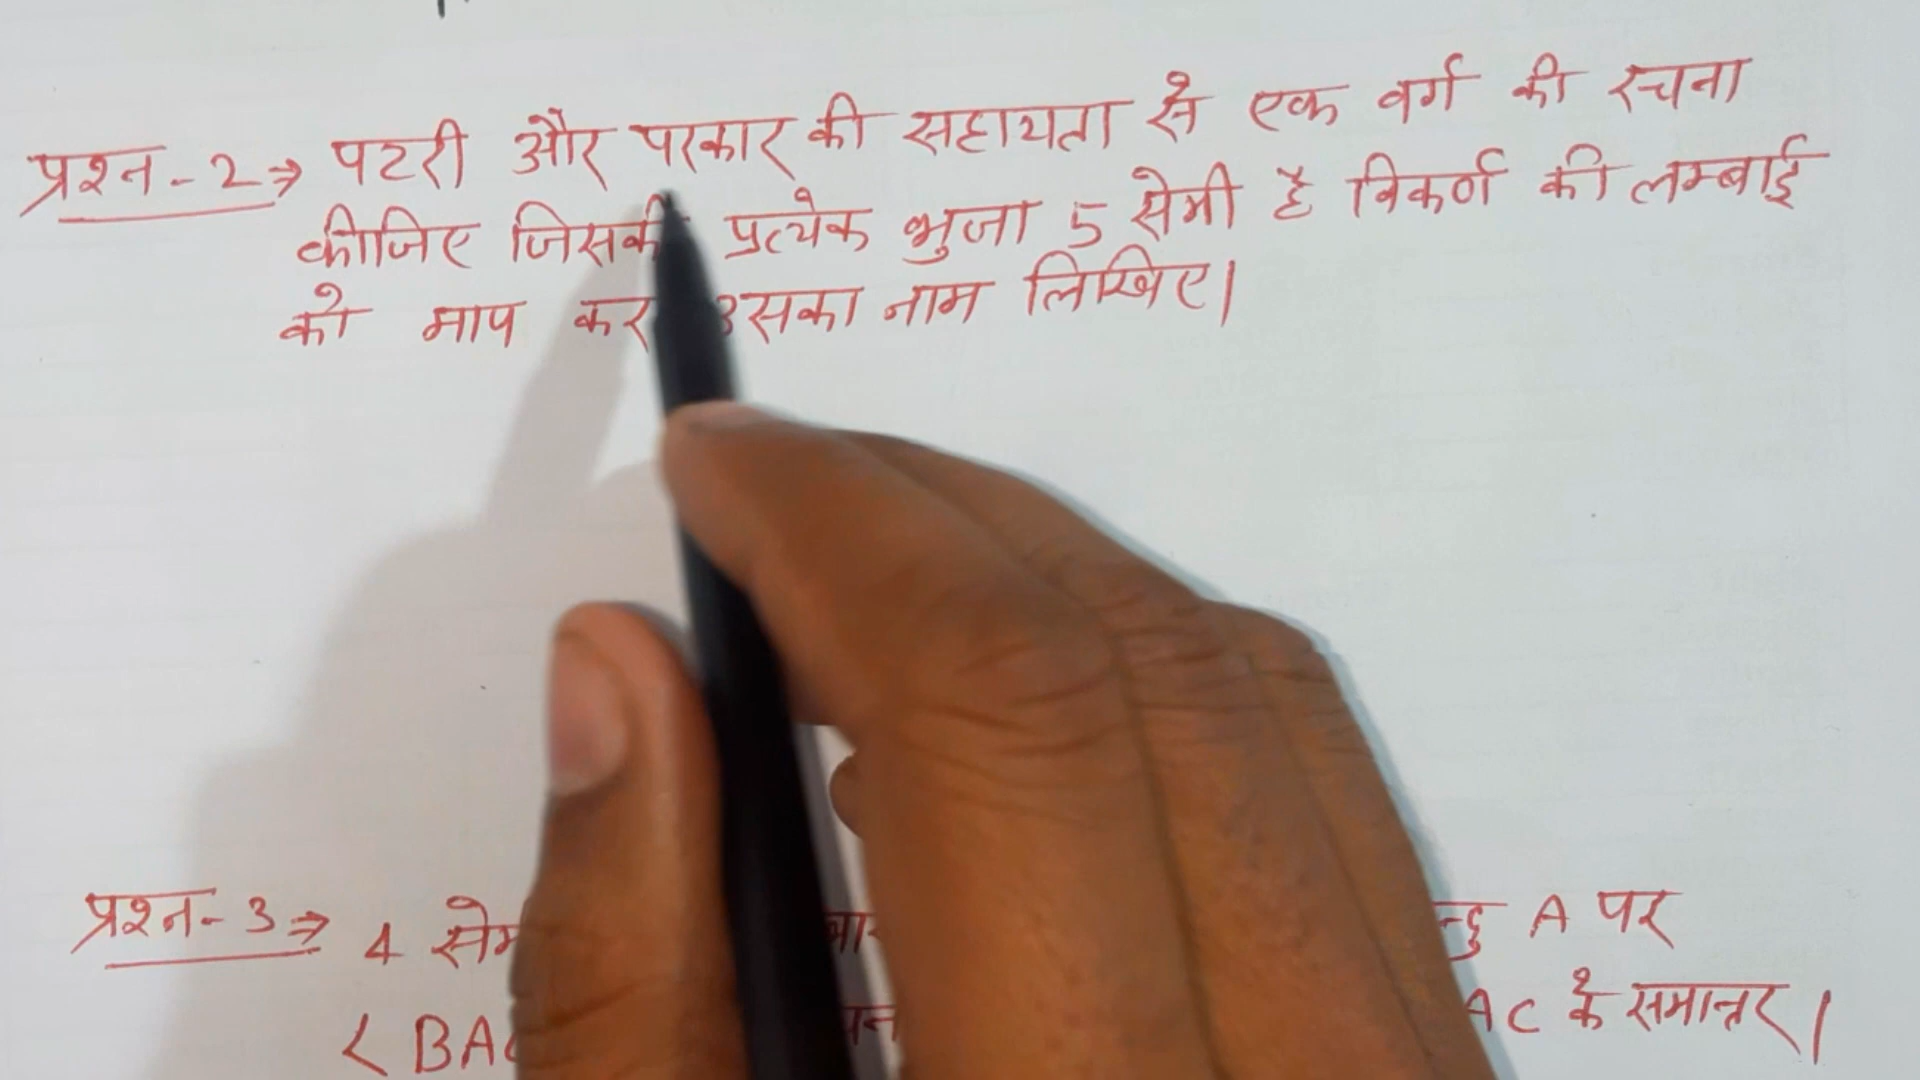 प्रश्न-2⇒ पटरी और परकार की सहायता से एक वर्ग की रचना
कीजिए जिसकी प्रत्येक भुजा 5 सेमी है विकर्ण की लम्बाई
को माप कर उसका नाम लिखिए।
प्रश्न-3⇒ 4 A पर
AC के समान्तर।